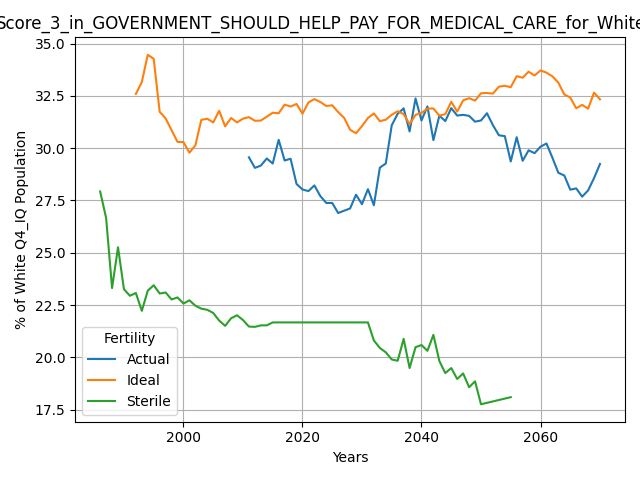 Score_3_in_GOVERNMENT_SHOULD_HELP_PAY_FOR_MEDICAL_CARE_for_White
35.0
32.5
30.0
27.5
25.0
22.5
20.0
17.5
% of White Q4_IQ Population
Fertility
Actual
Ideal
Sterile
2000 2020 2040 2060
Years